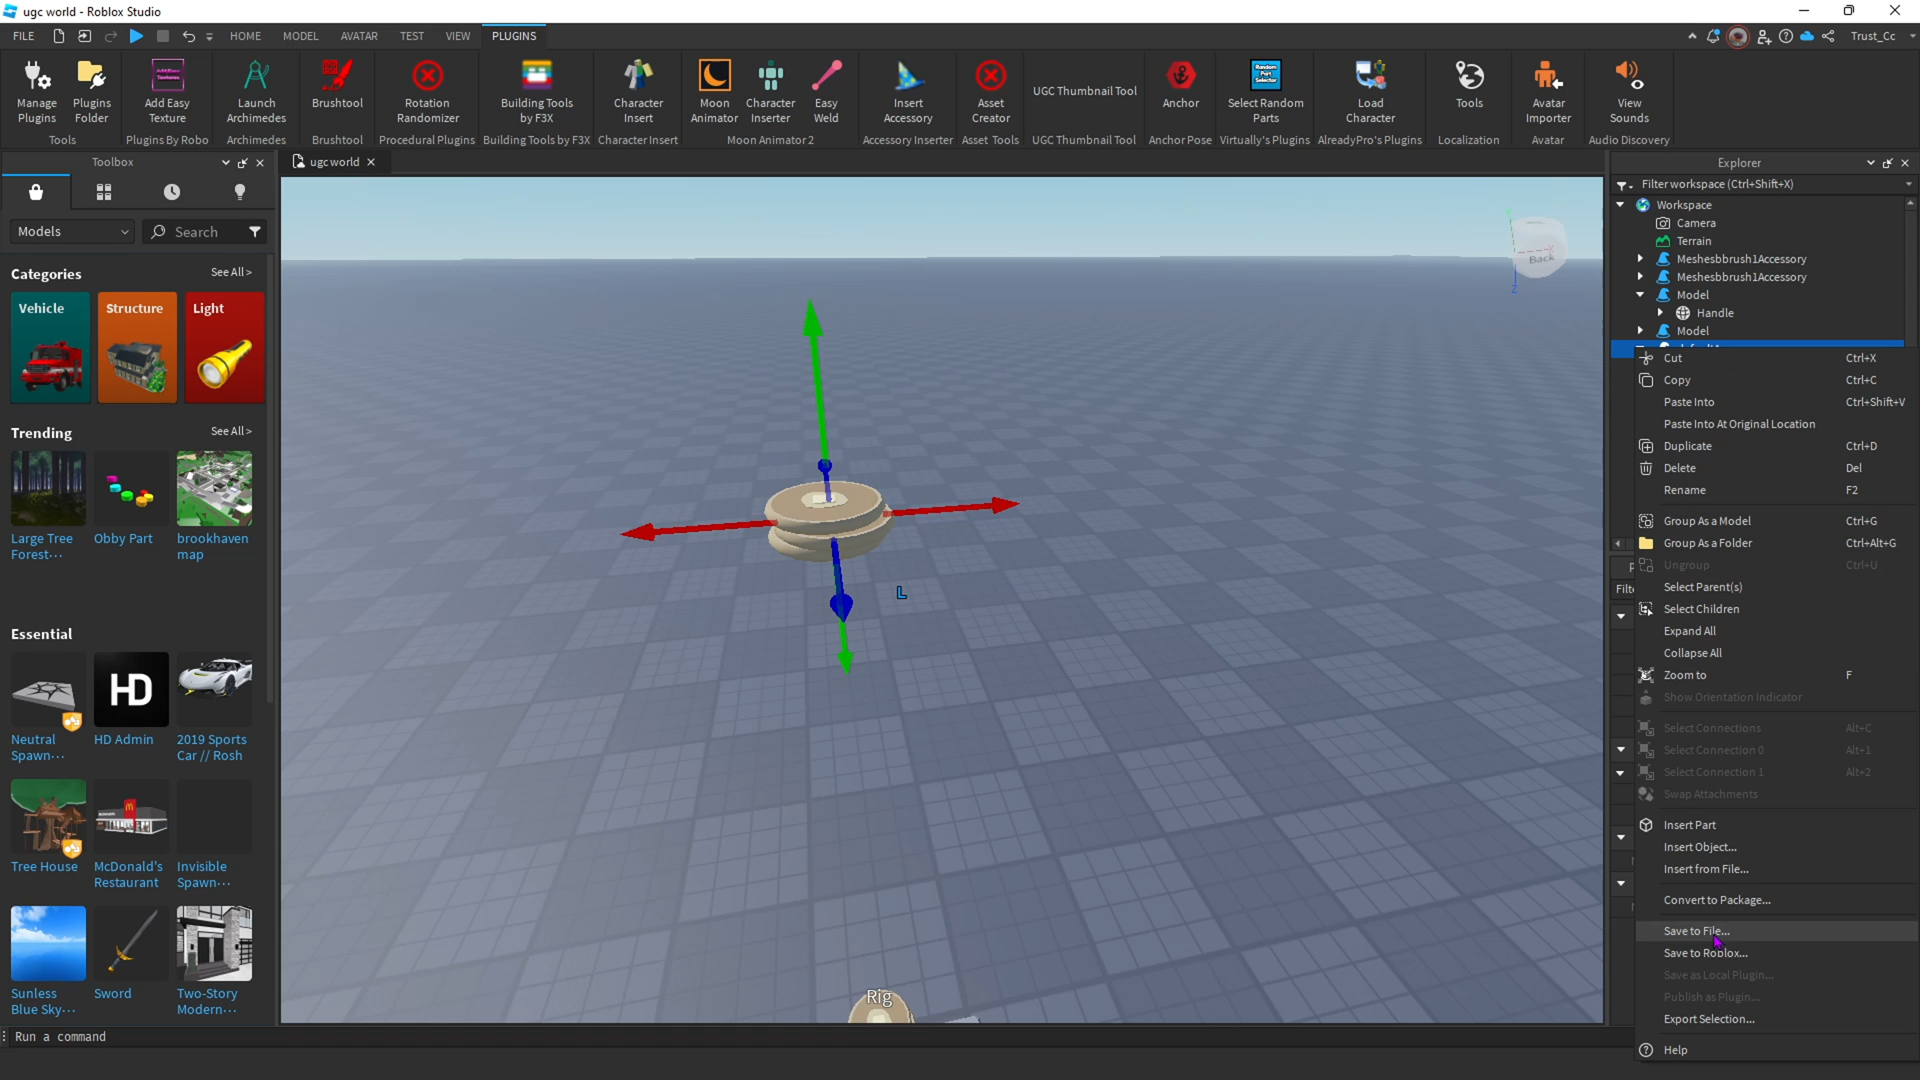 ugc world - Roblox Studio
FILE HOME MODEL AVATAR TEST VIEW PLUGINS Trust_Cc
Manage Plugins
Plugins Folder
Tools
Add Easy Texture
Plugins By Robo
Launch Archimedes
Archimedes
Brushtool
Brushtool
Rotation Randomizer
Procedural Plugins
Building Tools by F3X
Building Tools by F3X
Character Insert
Character Insert
Moon Animator
Character Inserter
Easy Weld
Moon Animator 2
Insert Accessory
Accessory Inserter
Asset Creator
Asset Tools
UGC Thumbnail Tool
UGC Thumbnail Tool
Anchor
Anchor Pose
Random Part Selector
Select Random Parts
Virtually's Plugins
Load Character
AlreadyPro's Plugins
Tools
Localization
Avatar Importer
Avatar
View Sounds
Audio Discovery
Toolbox
ugc world
Explorer
Models
Search
Categories See All >
Vehicle Structure Light
Trending See All >
Large Tree Forest...
Obby Part
brookhaven map
Essential
HD
Neutral Spawn...
HD Admin
2019 Sports Car // Rosh
Tree House
McDonald's Restaurant
Invisible Spawn...
Sunless Blue Sky...
Sword
Two-Story Modern...
Back
Z
L
Rig
Filter workspace (Ctrl+Shift+X)
Workspace
Camera
Terrain
Meshesbbrush1Accessory
Meshesbbrush1Accessory
Model
Handle
Model
Cut Ctrl+X
Copy Ctrl+C
Paste Into Ctrl+Shift+V
Paste Into At Original Location
Duplicate Ctrl+D
Delete Del
Rename F2
Group As a Model Ctrl+G
Group As a Folder Ctrl+Alt+G
Ungroup Ctrl+U
Select Parent(s)
Select Children
Expand All
Collapse All
Zoom to F
Show Orientation Indicator
Select Connections Alt+C
Select Connection 0 Alt+1
Select Connection 1 Alt+2
Swap Attachments
Insert Part
Insert Object...
Insert from File...
Convert to Package...
Save to File...
Save to Roblox...
Save as Local Plugin...
Publish as Plugin...
Export Selection...
Help
Run a command